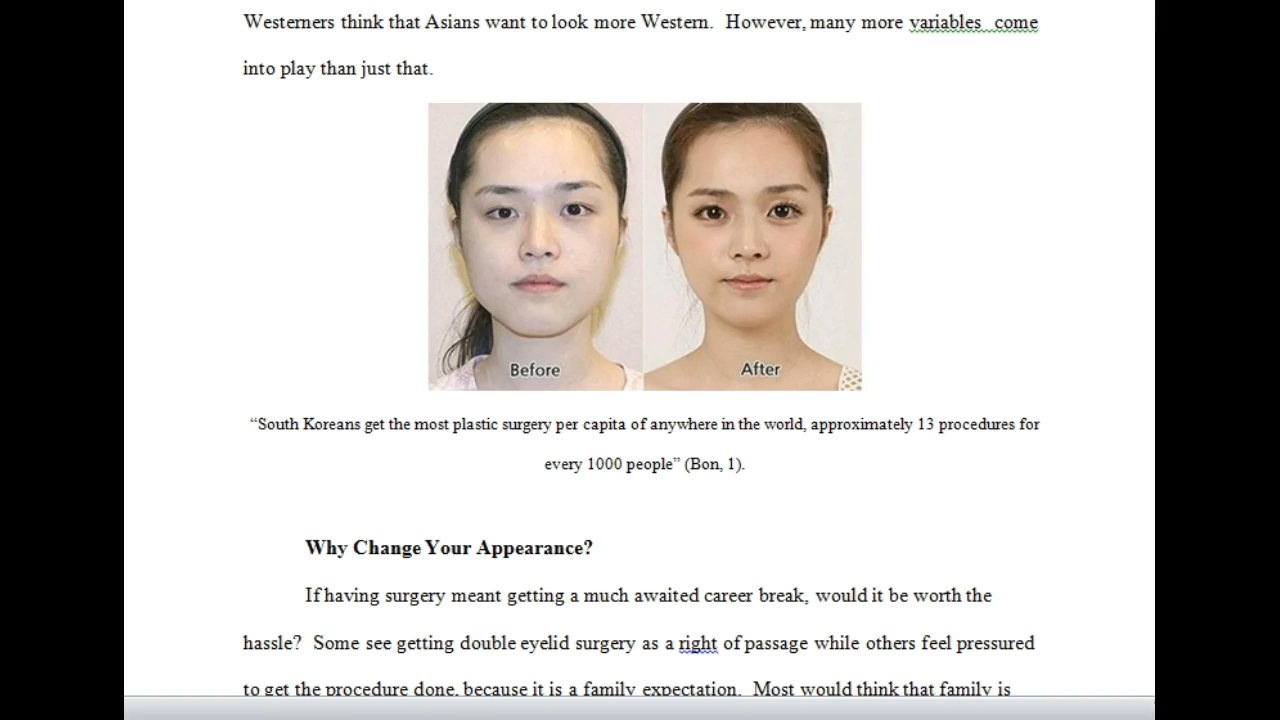 Westerners think that Asians want to look more Western.  However, many more variables  come
into play than just that.
Before
After
“South Koreans get the most plastic surgery per capita of anywhere in the world, approximately 13 procedures for
every 1000 people” (Bon, 1).
Why Change Your Appearance?
If having surgery meant getting a much awaited career break, would it be worth the
hassle?  Some see getting double eyelid surgery as a right of passage while others feel pressured
to get the procedure done, because it is a family expectation.  Most would think that family is